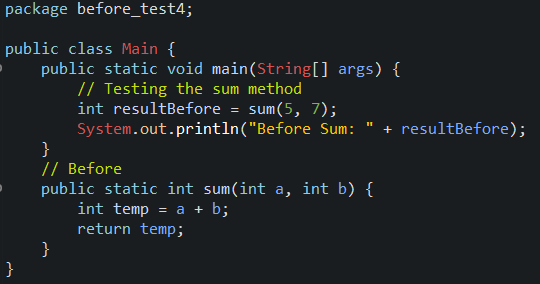 package before_test4;

public class Main {
    public static void main(String[] args) {
        // Testing the sum method
        int resultBefore = sum(5, 7);
        System.out.println("Before Sum: " + resultBefore);
    }
    // Before
    public static int sum(int a, int b) {
        int temp = a + b;
        return temp;
    }
}